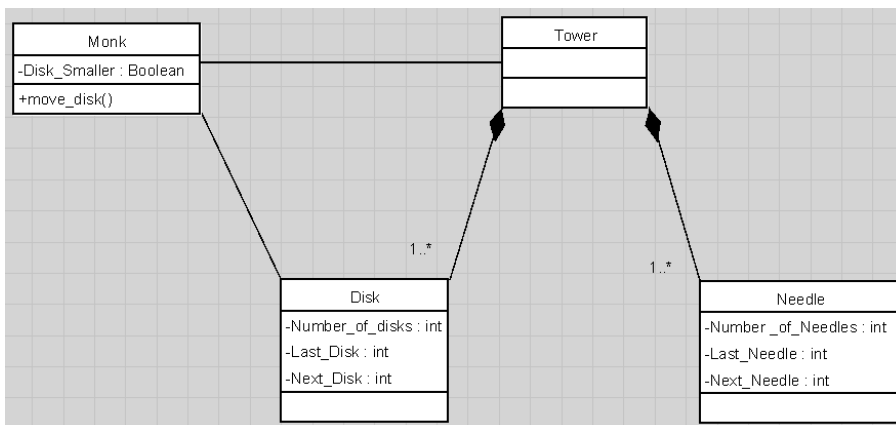 Monk
-Disk_Smaller : Boolean
+move_disk()
Tower
1..*
1..*
Disk
-Number_of_disks : int
-Last_Disk : int
-Next_Disk : int
Needle
-Number _of_Needles : int
-Last_Needle : int
-Next_Needle : int